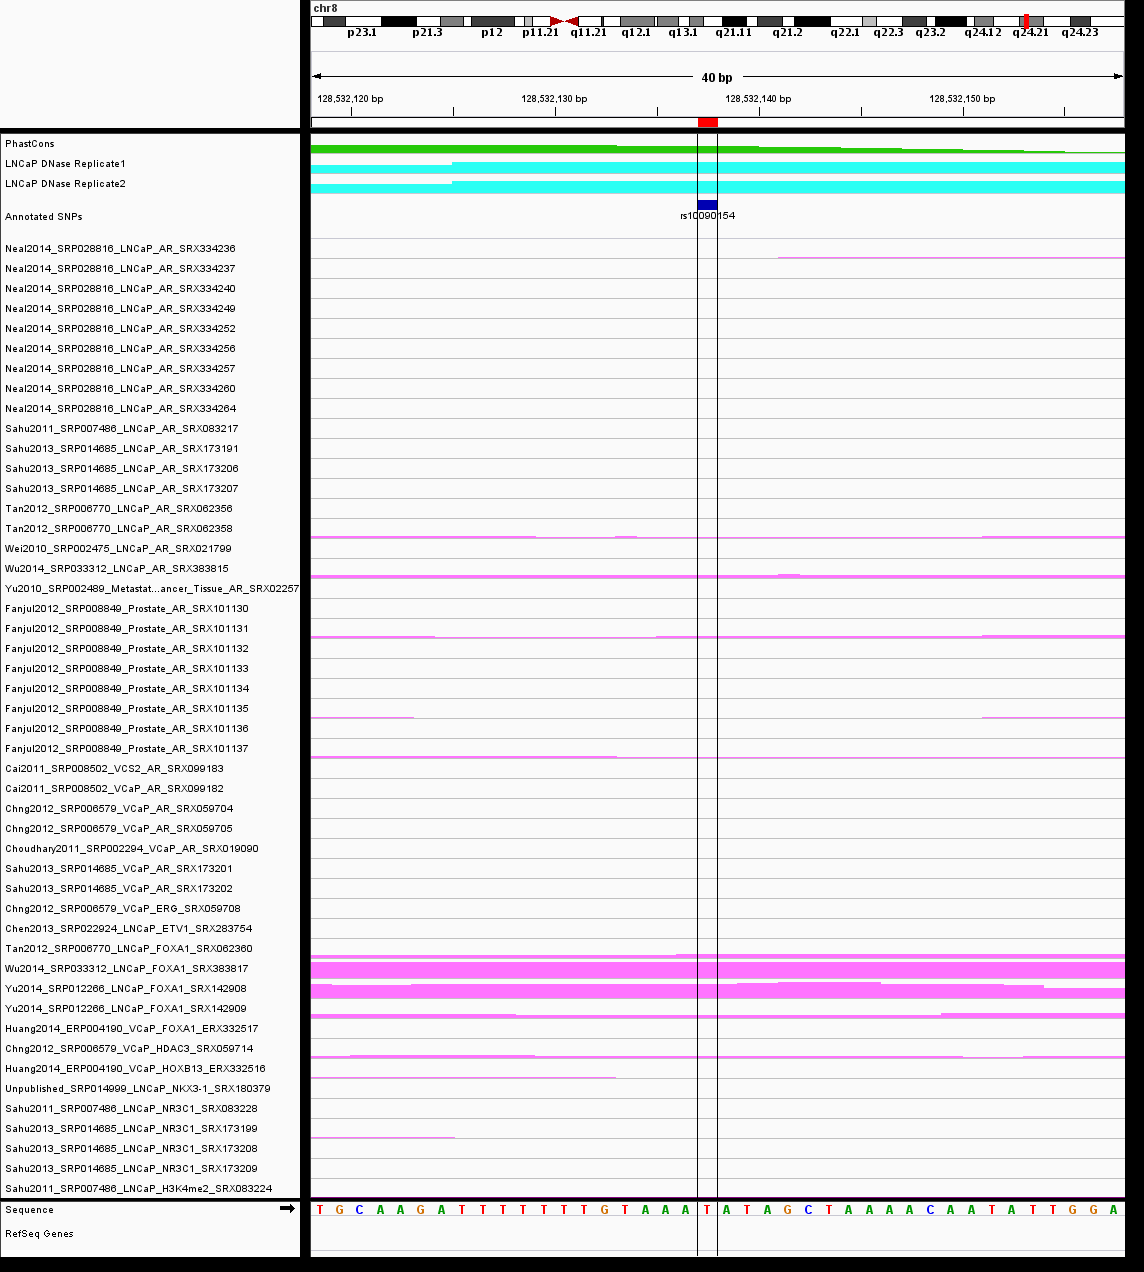 chr8
p23.1 p21.3 p12 p11.21 q11.21 q12.1 q13.1 q21.11 q21.2 q22.1 q22.3 q23.2 q24.12 q24.21 q24.23
40 bp
128,532,120 bp 128,532,130 bp 128,532,140 bp 128,532,150 bp
PhastCons
LNCaP DNase Replicate1
LNCaP DNase Replicate2
Annotated SNPs rs10090154
Neal2014_SRP028816_LNCaP_AR_SRX334236
Neal2014_SRP028816_LNCaP_AR_SRX334237
Neal2014_SRP028816_LNCaP_AR_SRX334240
Neal2014_SRP028816_LNCaP_AR_SRX334249
Neal2014_SRP028816_LNCaP_AR_SRX334252
Neal2014_SRP028816_LNCaP_AR_SRX334256
Neal2014_SRP028816_LNCaP_AR_SRX334257
Neal2014_SRP028816_LNCaP_AR_SRX334260
Neal2014_SRP028816_LNCaP_AR_SRX334264
Sahu2011_SRP007486_LNCaP_AR_SRX083217
Sahu2013_SRP014685_LNCaP_AR_SRX173191
Sahu2013_SRP014685_LNCaP_AR_SRX173206
Sahu2013_SRP014685_LNCaP_AR_SRX173207
Tan2012_SRP006770_LNCaP_AR_SRX062356
Tan2012_SRP006770_LNCaP_AR_SRX062358
Wei2010_SRP002475_LNCaP_AR_SRX021799
Wu2014_SRP033312_LNCaP_AR_SRX383815
Yu2010_SRP002489_Metastat...ancer_Tissue_AR_SRX02257
Fanjul2012_SRP008849_Prostate_AR_SRX101130
Fanjul2012_SRP008849_Prostate_AR_SRX101131
Fanjul2012_SRP008849_Prostate_AR_SRX101132
Fanjul2012_SRP008849_Prostate_AR_SRX101133
Fanjul2012_SRP008849_Prostate_AR_SRX101134
Fanjul2012_SRP008849_Prostate_AR_SRX101135
Fanjul2012_SRP008849_Prostate_AR_SRX101136
Fanjul2012_SRP008849_Prostate_AR_SRX101137
Cai2011_SRP008502_VCS2_AR_SRX099183
Cai2011_SRP008502_VCaP_AR_SRX099182
Chng2012_SRP006579_VCaP_AR_SRX059704
Chng2012_SRP006579_VCaP_AR_SRX059705
Choudhary2011_SRP002294_VCaP_AR_SRX019090
Sahu2013_SRP014685_VCaP_AR_SRX173201
Sahu2013_SRP014685_VCaP_AR_SRX173202
Chng2012_SRP006579_VCaP_ERG_SRX059708
Chen2013_SRP022924_LNCaP_ETV1_SRX283754
Tan2012_SRP006770_LNCaP_FOXA1_SRX062360
Wu2014_SRP033312_LNCaP_FOXA1_SRX383817
Yu2014_SRP012266_LNCaP_FOXA1_SRX142908
Yu2014_SRP012266_LNCaP_FOXA1_SRX142909
Huang2014_ERP004190_VCaP_FOXA1_ERX332517
Chng2012_SRP006579_VCaP_HDAC3_SRX059714
Huang2014_ERP004190_VCaP_HOXB13_ERX332516
Unpublished_SRP014999_LNCaP_NKX3-1_SRX180379
Sahu2011_SRP007486_LNCaP_NR3C1_SRX083228
Sahu2013_SRP014685_LNCaP_NR3C1_SRX173199
Sahu2013_SRP014685_LNCaP_NR3C1_SRX173208
Sahu2013_SRP014685_LNCaP_NR3C1_SRX173209
Sahu2011_SRP007486_LNCaP_H3K4me2_SRX083224
Sequence T G C A A G A T T T T T T T G T A A A T A T A G C T A A A A C A A T A T T G G A
RefSeq Genes